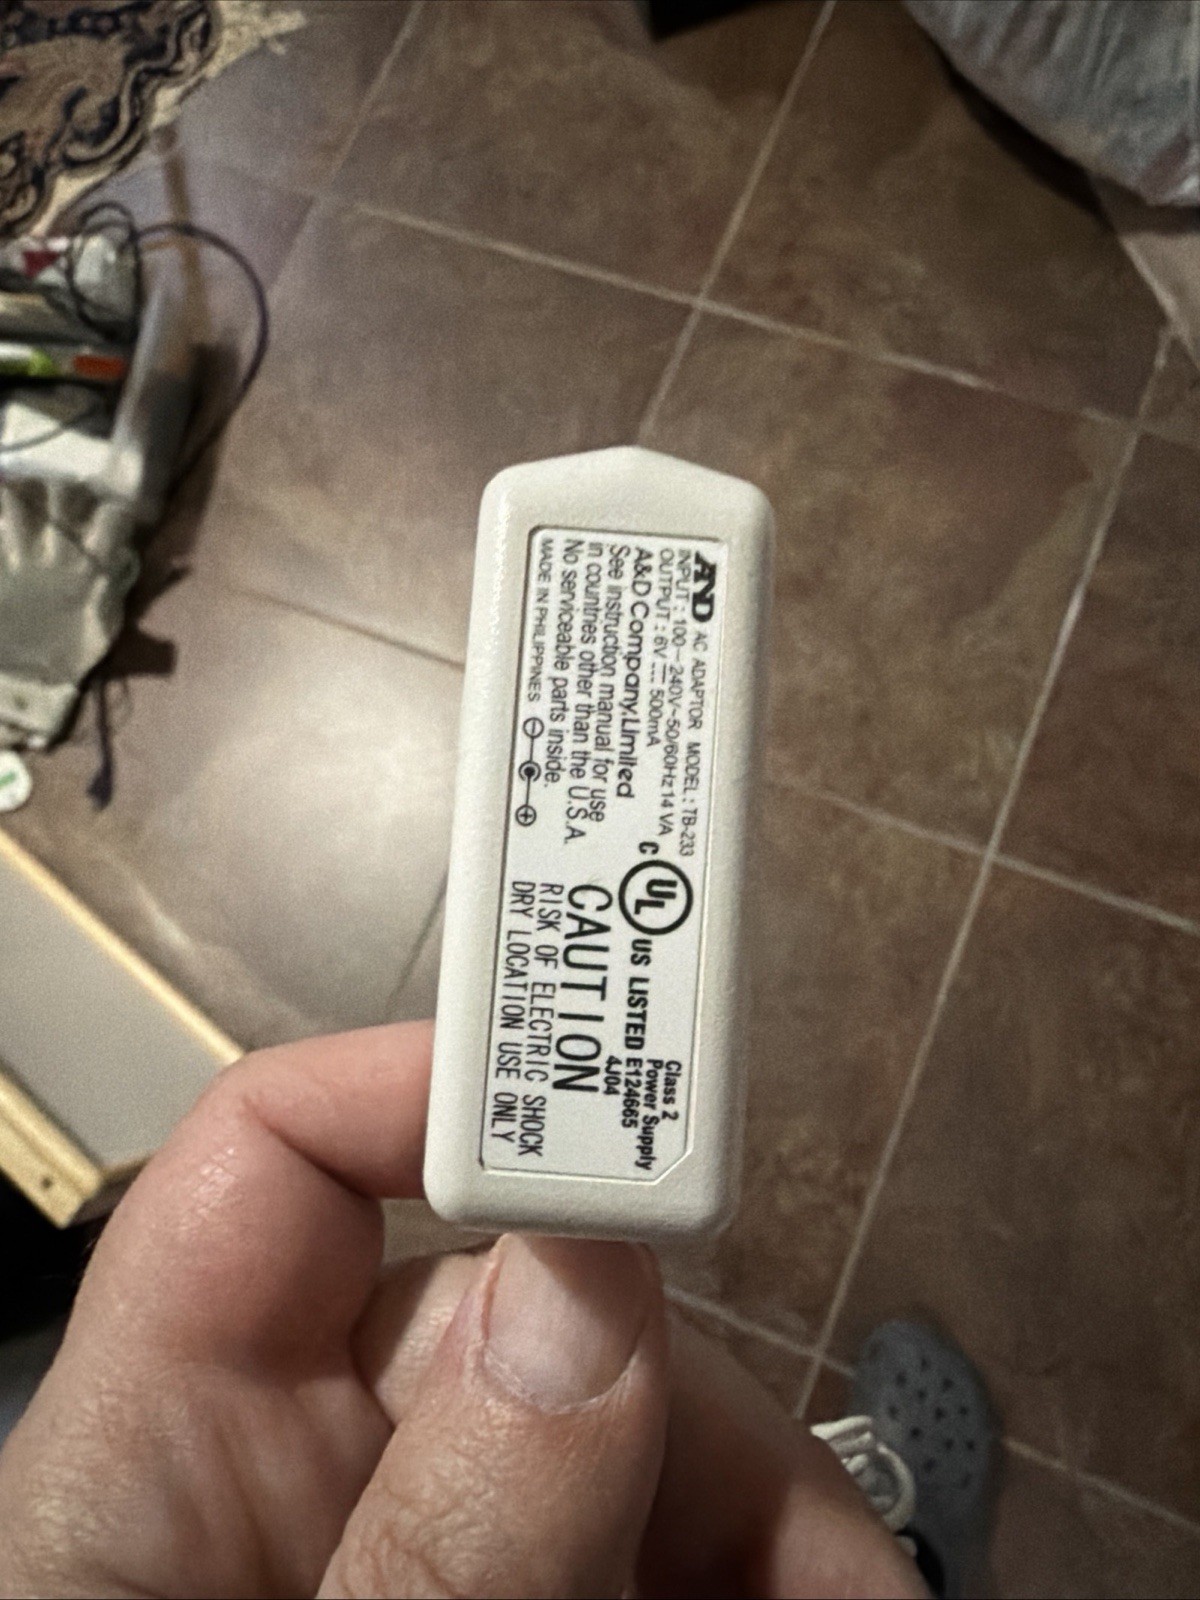 AND AC ADAPTOR MODEL : TB-233
INPUT : 100—240V~50/60Hz 14 VA
OUTPUT : 6V ⎓ 500mA
A&D Company,Limited
See instruction manual for use
in countries other than the U.S.A.
No serviceable parts inside.
MADE IN PHILIPPINES
C UL US LISTED
Class 2
Power Supply
E124665
4J04
CAUTION
RISK OF ELECTRIC SHOCK
DRY LOCATION USE ONLY